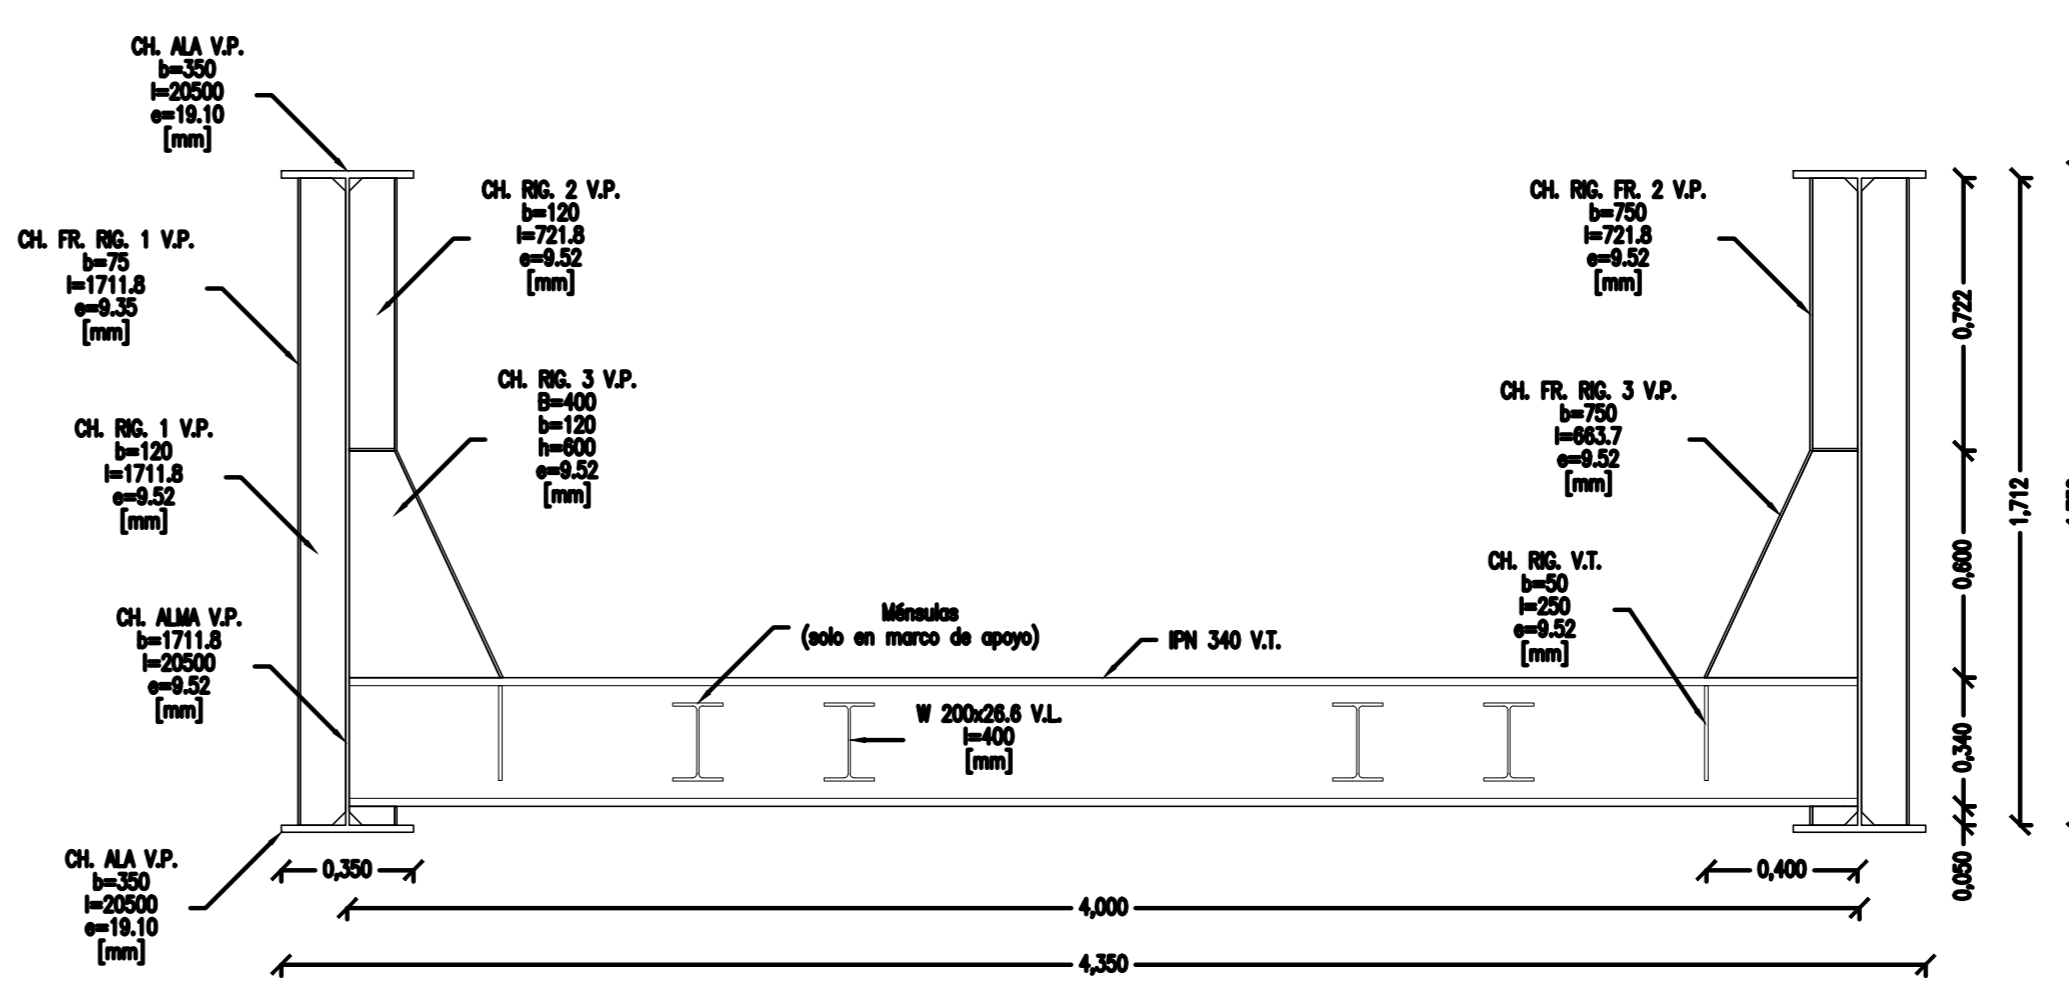 CH. ALA V.P.
b=350
l=20500
e=19.10
[mm]
CH. RIG. 2 V.P.
b=120
l=721.8
e=9.52
[mm]
CH. RIG. FR. 2 V.P.
b=750
l=721.8
e=9.52
[mm]
CH. FR. RIG. 1 V.P.
b=75
l=1711.8
e=9.35
[mm]
CH. RIG. 3 V.P.
B=400
b=120
h=600
e=9.52
[mm]
CH. FR. RIG. 3 V.P.
b=750
l=663.7
e=9.52
[mm]
CH. RIG. 1 V.P.
b=120
l=1711.8
e=9.52
[mm]
CH. RIG. V.T.
b=50
l=250
e=9.52
[mm]
CH. ALMA V.P.
b=1711.8
l=20500
e=9.52
[mm]
Ménsulas
(solo en marco de apoyo)
IPN 340 V.T.
W 200x26.6 V.L.
l=400
[mm]
CH. ALA V.P.
b=350
l=20500
e=19.10
[mm]
0,722
0,600
0,340
0,050
1,712
0,350
0,400
4,000
4,350